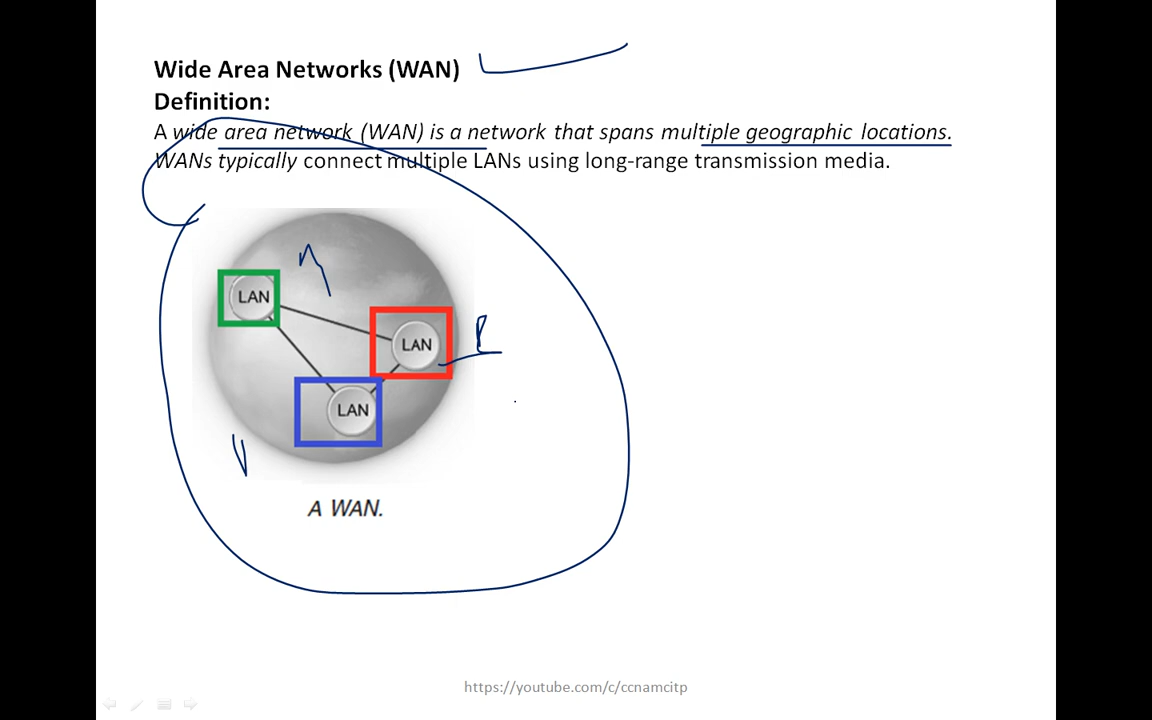 Wide Area Networks (WAN)
Definition:
A wide area network (WAN) is a network that spans multiple geographic locations.
WANs typically connect multiple LANs using long-range transmission media.
LAN
LAN
LAN
A WAN.
https://youtube.com/c/ccnamcitp